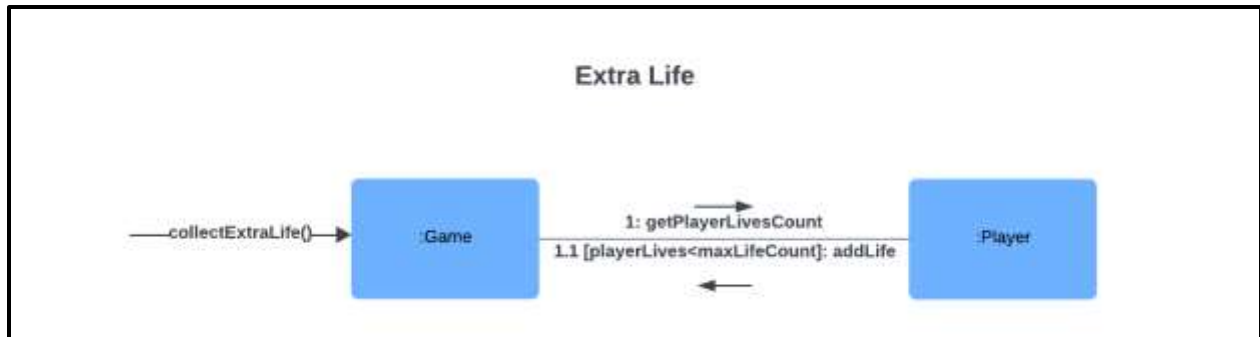 Extra Life
collectExtraLife()
:Game
1: getPlayerLivesCount
1.1 [playerLives<maxLifeCount]: addLife
:Player